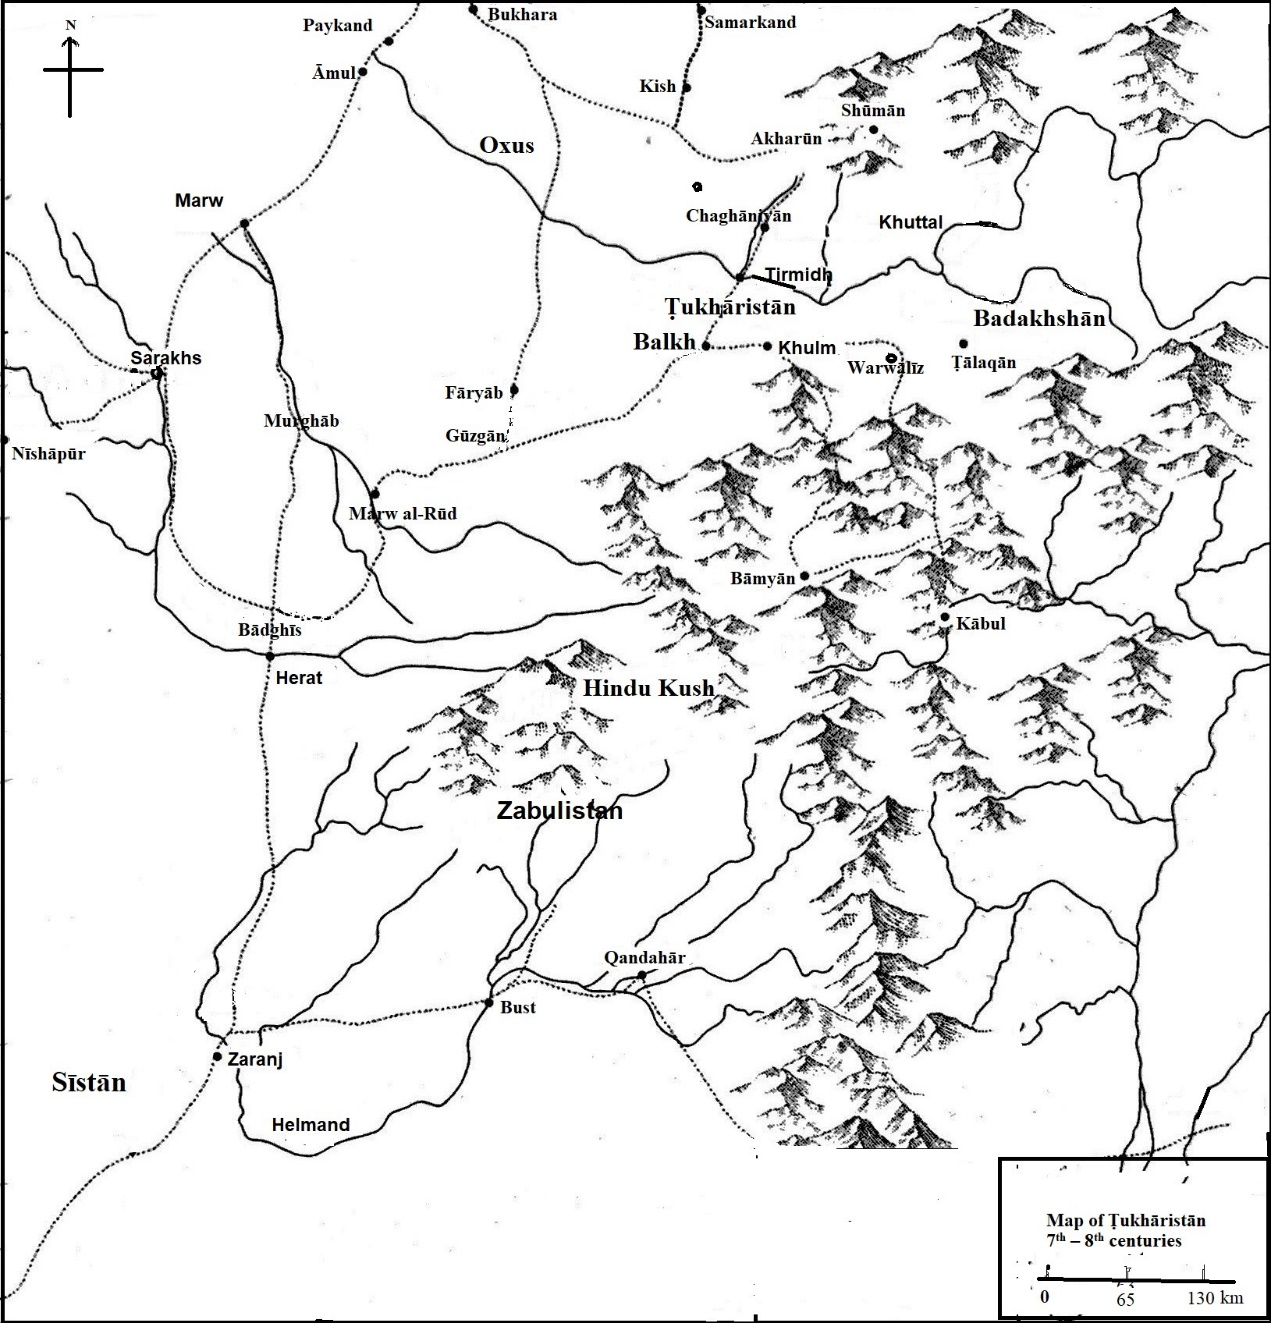 N
Paykand
Bukhara
Samarkand
Āmul
Kish
Shūmān
Oxus
Akharūn
Marw
Chaghāniyān
Khuttal
Tirmidh
Ṭukhāristān
Badakhshān
Balkh
Khulm
Sarakhs
Warwālīz
Ṭālaqān
Fāryāb
Murghāb
Gūzgān
Nīshāpūr
Marw al-Rūd
Bāmyān
Bādghīs
Kābul
Herat
Hindu Kush
Zabulistan
Qandahār
Bust
Zaranj
Sīstān
Helmand
Map of Ṭukhāristān
7th – 8th centuries
0 65 130 km